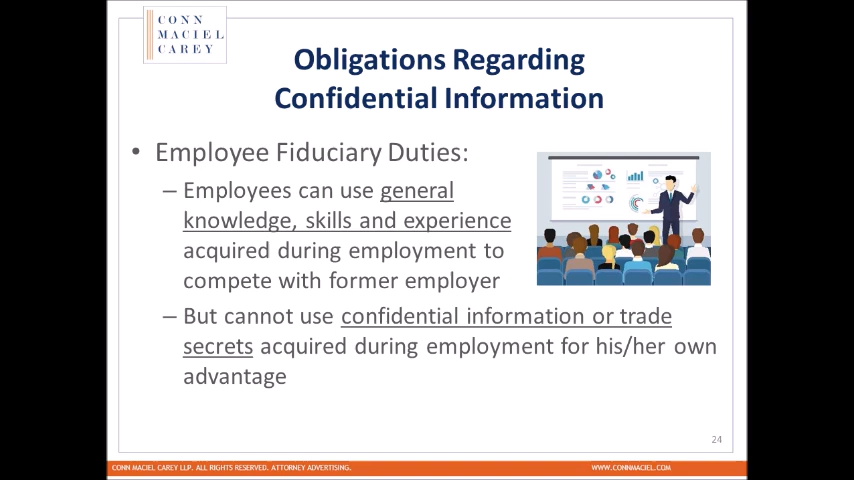 CONN
MACIEL
CAREY
Obligations Regarding
Confidential Information
• Employee Fiduciary Duties:
– Employees can use general
knowledge, skills and experience
acquired during employment to
compete with former employer
– But cannot use confidential information or trade
secrets acquired during employment for his/her own
advantage
24
CONN MACIEL CAREY LLP. ALL RIGHTS RESERVED. ATTORNEY ADVERTISING.
WWW.CONNMACIEL.COM